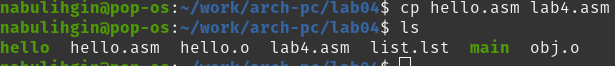 nabulihgin@pop-os:~/work/arch-pc/lab04$ cp hello.asm lab4.asm
nabulihgin@pop-os:~/work/arch-pc/lab04$ ls
hello  hello.asm  hello.o  lab4.asm  list.lst  main  obj.o
nabulihgin@pop-os:~/work/arch-pc/lab04$